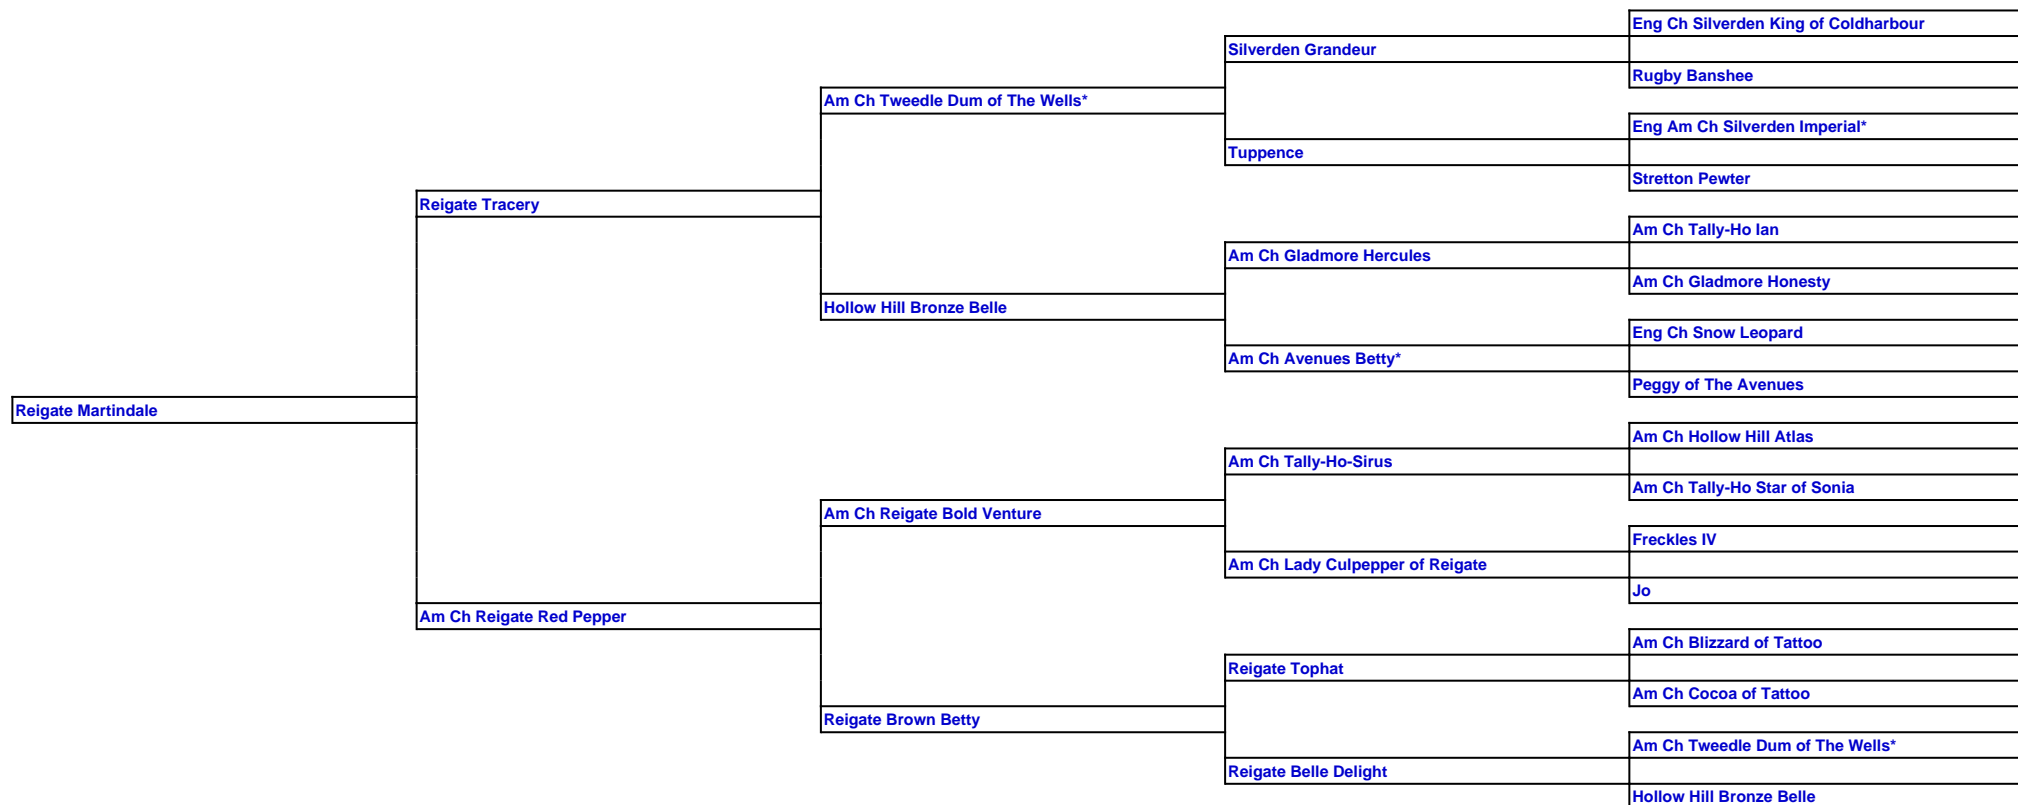 Eng Ch Silverden King of Coldharbour
Silverden Grandeur
Rugby Banshee
Am Ch Tweedle Dum of The Wells*
Eng Am Ch Silverden Imperial*
Tuppence
Stretton Pewter
Reigate Tracery
Am Ch Tally-Ho Ian
Am Ch Gladmore Hercules
Am Ch Gladmore Honesty
Hollow Hill Bronze Belle
Eng Ch Snow Leopard
Am Ch Avenues Betty*
Peggy of The Avenues
Reigate Martindale
Am Ch Hollow Hill Atlas
Am Ch Tally-Ho-Sirus
Am Ch Tally-Ho Star of Sonia
Am Ch Reigate Bold Venture
Freckles IV
Am Ch Lady Culpepper of Reigate
Jo
Am Ch Reigate Red Pepper
Am Ch Blizzard of Tattoo
Reigate Tophat
Am Ch Cocoa of Tattoo
Reigate Brown Betty
Am Ch Tweedle Dum of The Wells*
Reigate Belle Delight
Hollow Hill Bronze Belle